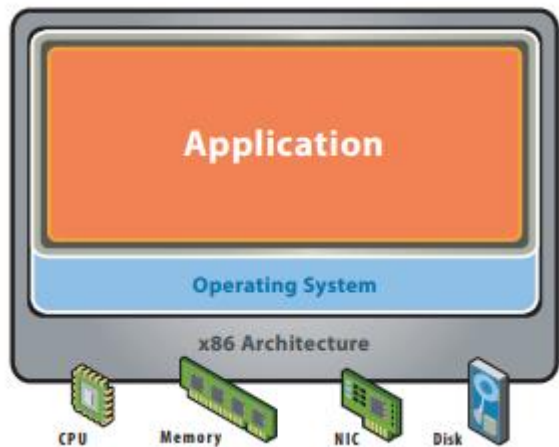 Application
Operating System
x86 Architecture
CPU
Memory
NIC
Disk